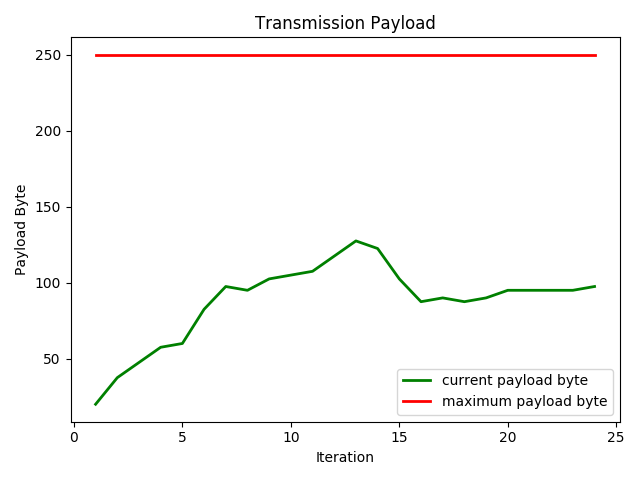 Transmission Payload
250
200
150
100
50
Payload Byte
current payload byte
maximum payload byte
0 5 10 15 20 25
Iteration